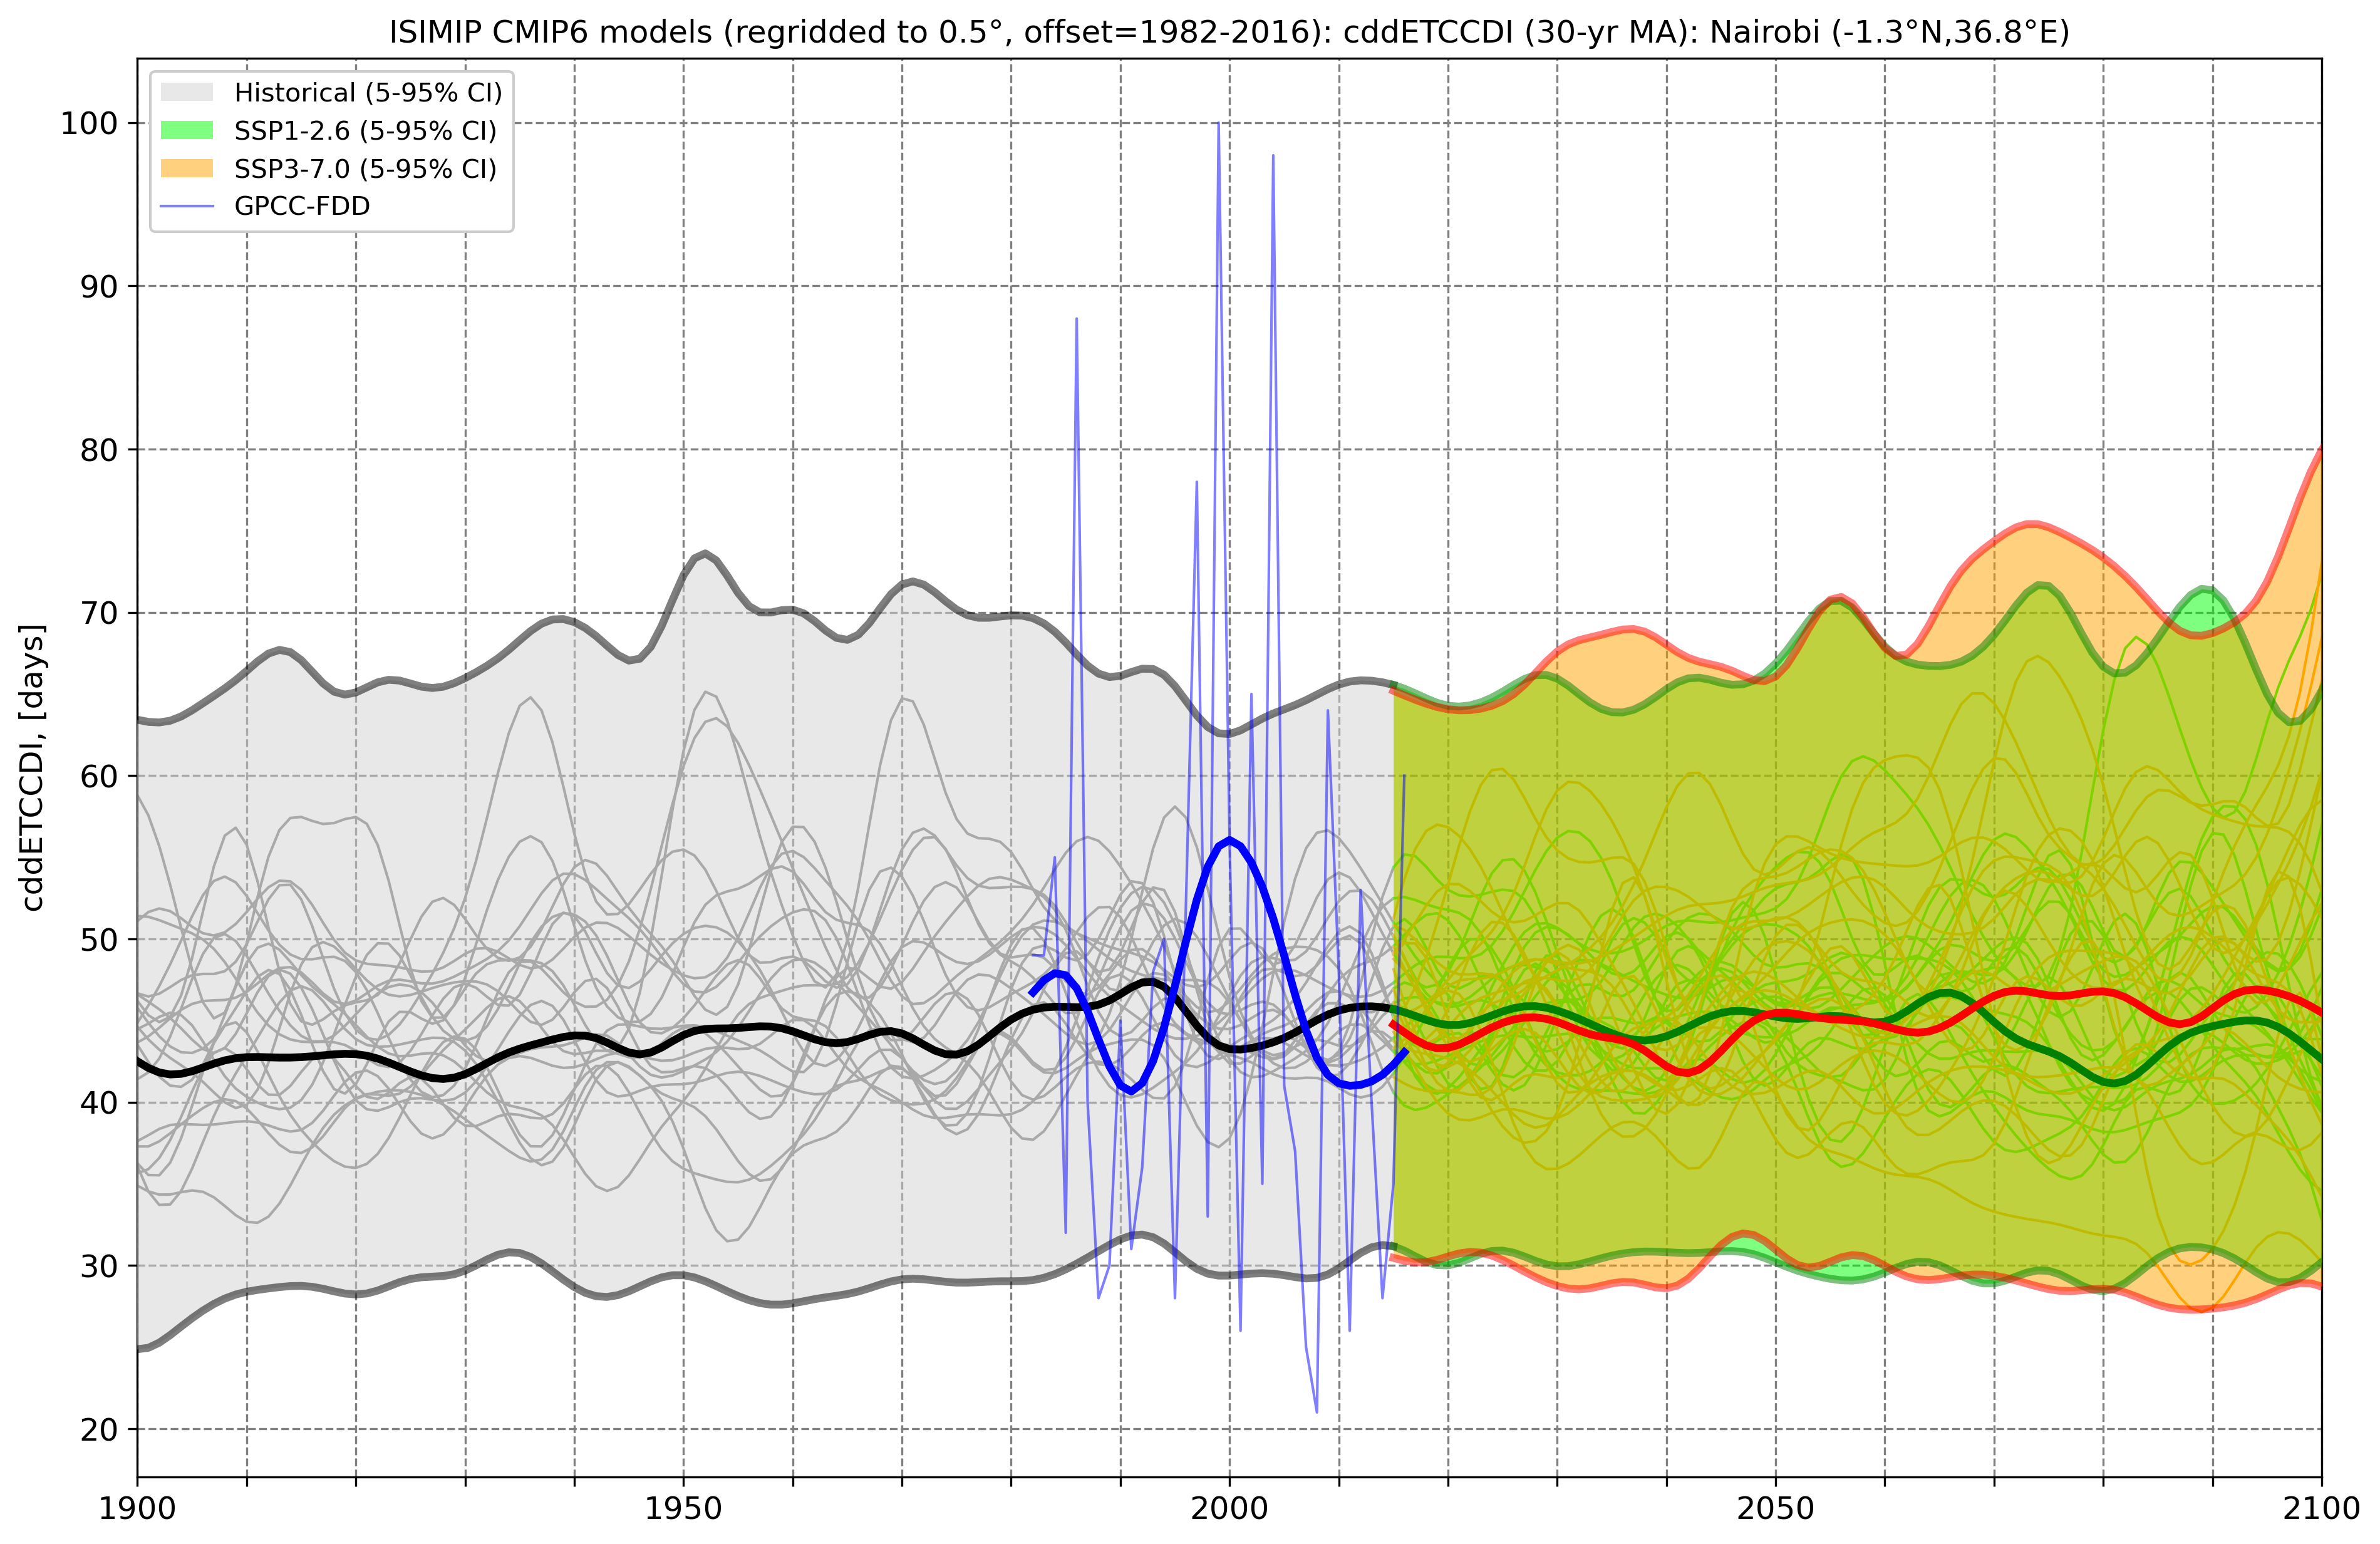 ISIMIP CMIP6 models (regridded to 0.5°, offset=1982-2016): cddETCCDI (30-yr MA): Nairobi (-1.3°N,36.8°E)
Historical (5-95% CI)
SSP1-2.6 (5-95% CI)
SSP3-7.0 (5-95% CI)
GPCC-FDD
cddETCCDI, [days]
100
90
80
70
60
50
40
30
20
1900 1950 2000 2050 2100